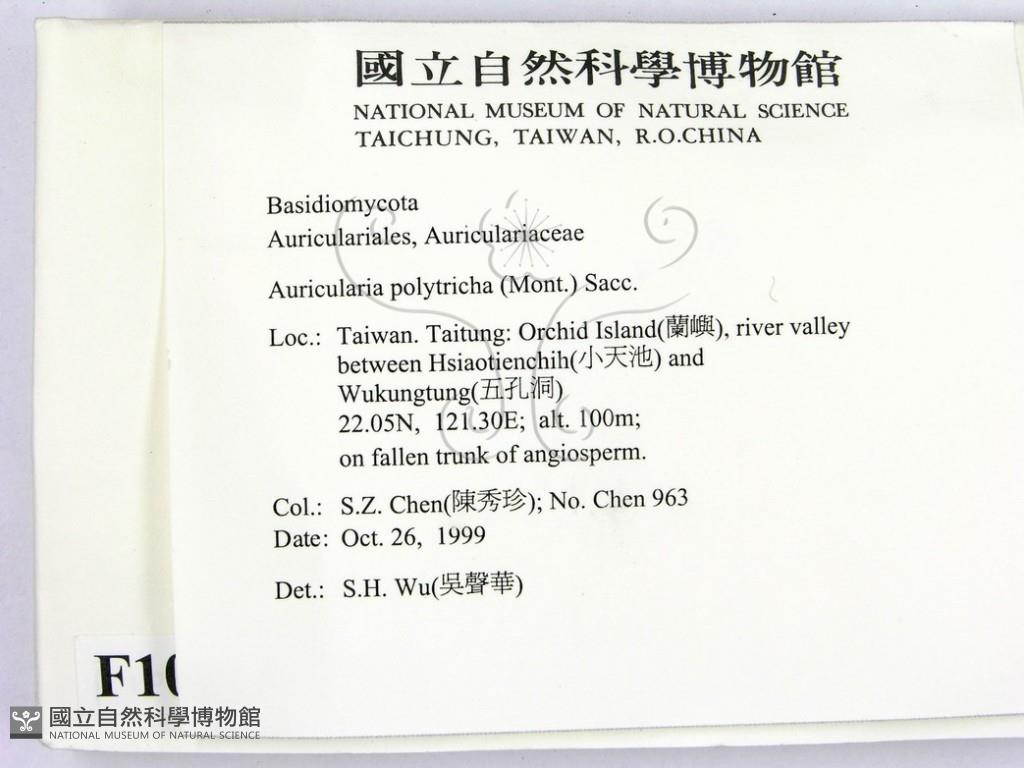 國立自然科學博物館
NATIONAL MUSEUM OF NATURAL SCIENCE
TAICHUNG, TAIWAN, R.O.CHINA
Basidiomycota
Auriculariales, Auriculariaceae
Auricularia polytricha (Mont.) Sacc.
Loc.: Taiwan. Taitung: Orchid Island(蘭嶼), river valley
between Hsiaotienchih(小天池) and
Wukungtung(五孔洞)
22.05N, 121.30E; alt. 100m;
on fallen trunk of angiosperm.
Col.: S.Z. Chen(陳秀珍); No. Chen 963
Date: Oct. 26, 1999
Det.: S.H. Wu(吳聲華)
F10
國立自然科學博物館
NATIONAL MUSEUM OF NATURAL SCIENCE